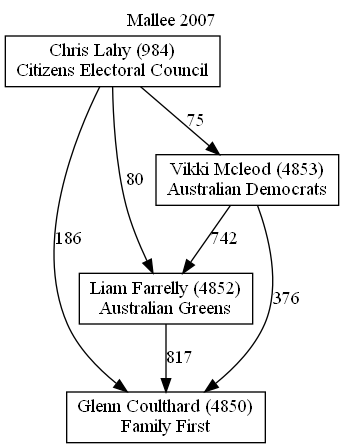 Mallee 2007
Chris Lahy (984)
Citizens Electoral Council
75
Vikki Mcleod (4853)
Australian Democrats
80
186
742
376
Liam Farrelly (4852)
Australian Greens
817
Glenn Coulthard (4850)
Family First